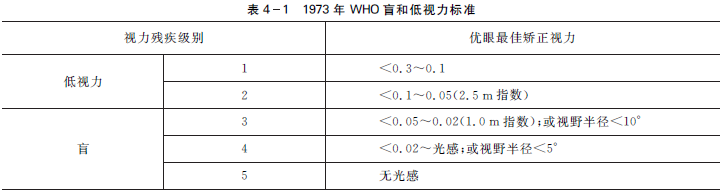 表 4-1 1973 年 WHO 盲和低视力标准
视力残疾级别 优眼最佳矫正视力
低视力 1 <0.3~0.1
2 <0.1~0.05(2.5 m 指数)
盲 3 <0.05~0.02(1.0 m 指数);或视野半径<10°
4 <0.02~光感;或视野半径<5°
5 无光感